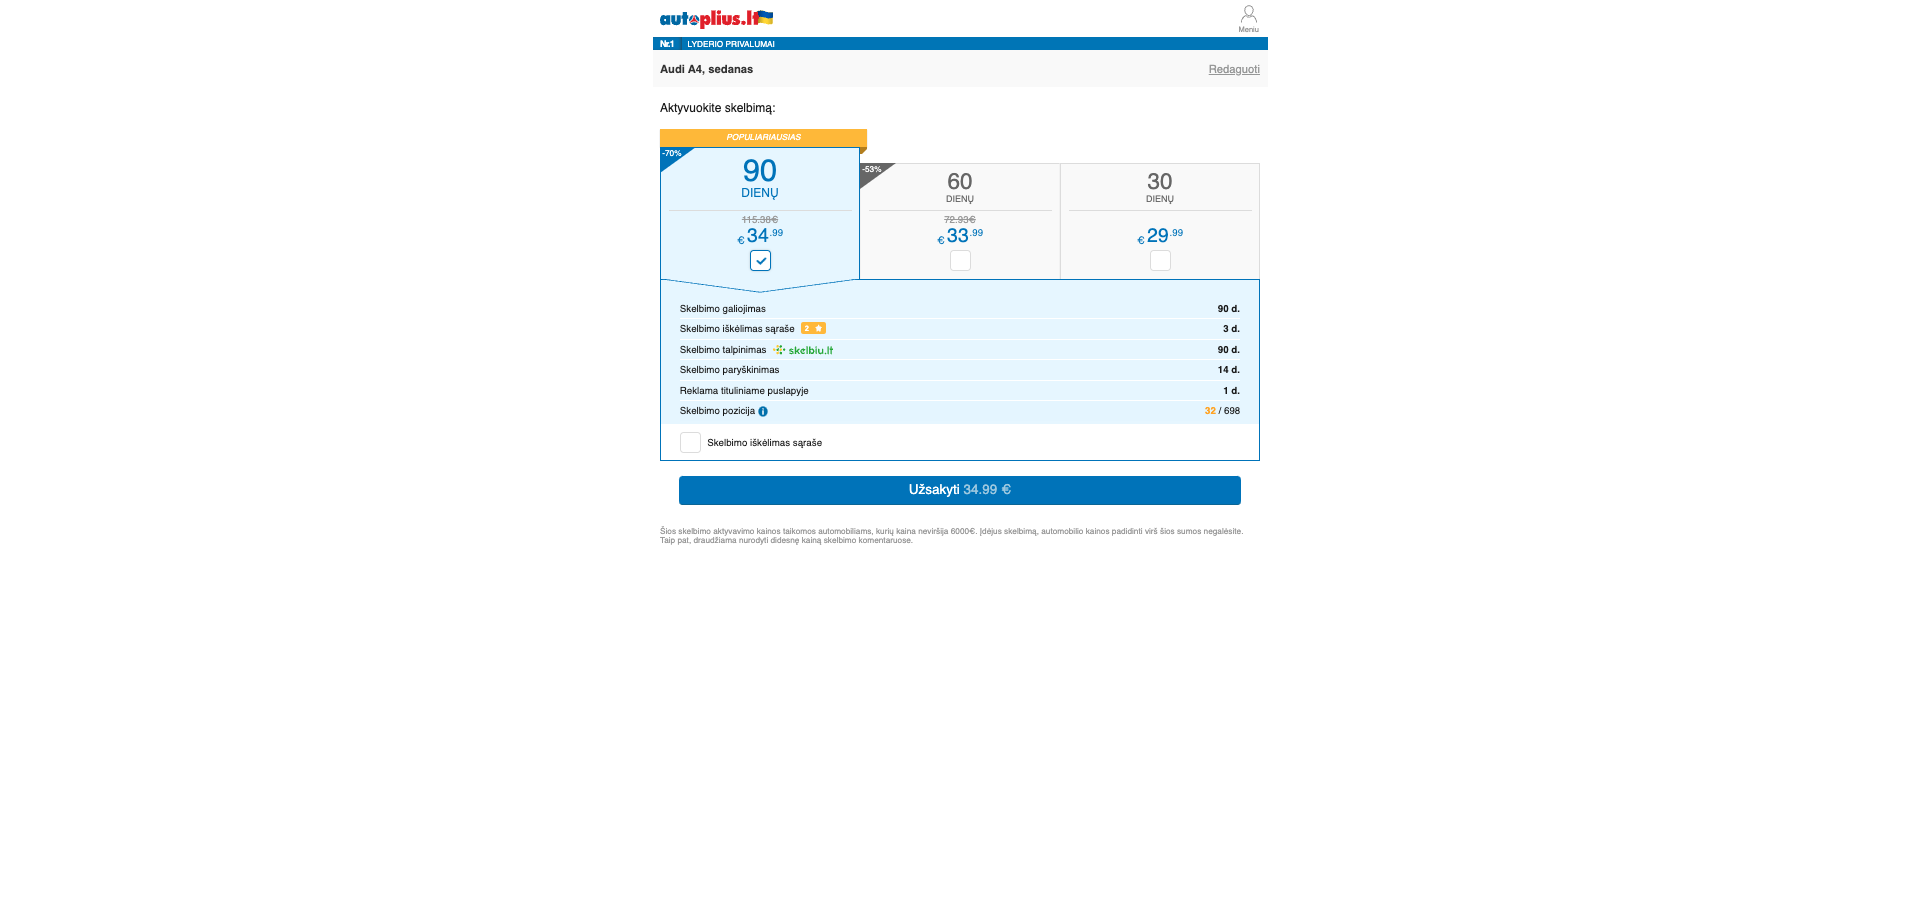 autoplius.lt
Meniu
Nr.1 LYDERIO PRIVALUMAI
Audi A4, sedanas
Redaguoti
Aktyvuokite skelbimą:
POPULIARIAUSIAS
-70%
90
DIENŲ
115.38€
€ 34.99
-53%
60
DIENŲ
72.93€
€ 33.99
30
DIENŲ
€ 29.99
Skelbimo galiojimas 90 d.
Skelbimo iškėlimas sąraše 2 3 d.
Skelbimo talpinimas skelbiu.lt 90 d.
Skelbimo paryškinimas 14 d.
Reklama tituliniame puslapyje 1 d.
Skelbimo pozicija i 32 / 698
Skelbimo iškėlimas sąraše
Užsakyti 34.99 €
Šios skelbimo aktyvavimo kainos taikomos automobiliams, kurių kaina neviršija 6000€. Įdėjus skelbimą, automobilio kainos padidinti virš šios sumos negalėsite.
Taip pat, draudžiama nurodyti didesnę kainą skelbimo komentaruose.